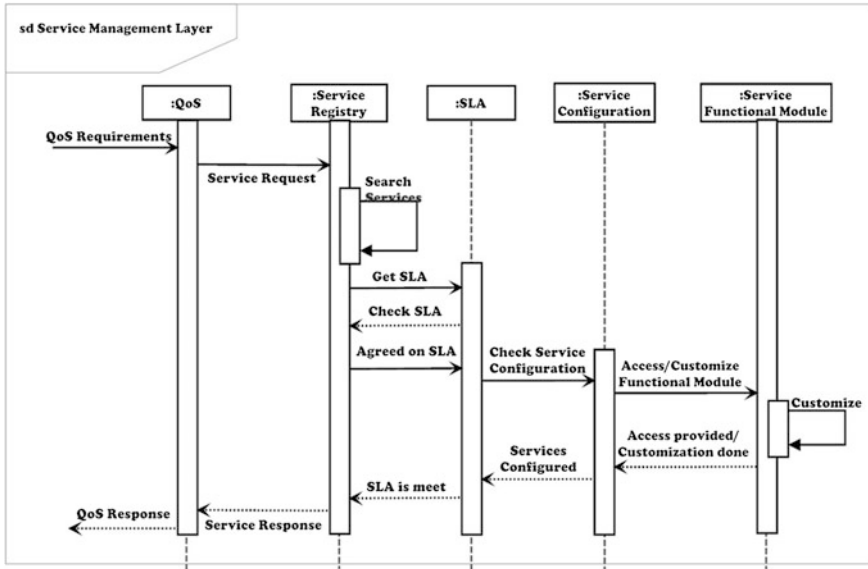 sd Service Management Layer
:QoS
:Service
Registry
:SLA
:Service
Configuration
:Service
Functional Module
QoS Requirements
Service Request
Search
Services
Get SLA
Check SLA
Agreed on SLA
Check Service
Configuration
Access/Customize
Functional Module
Customize
Access provided/
Customization done
Services
Configured
SLA is meet
Service Response
QoS Response